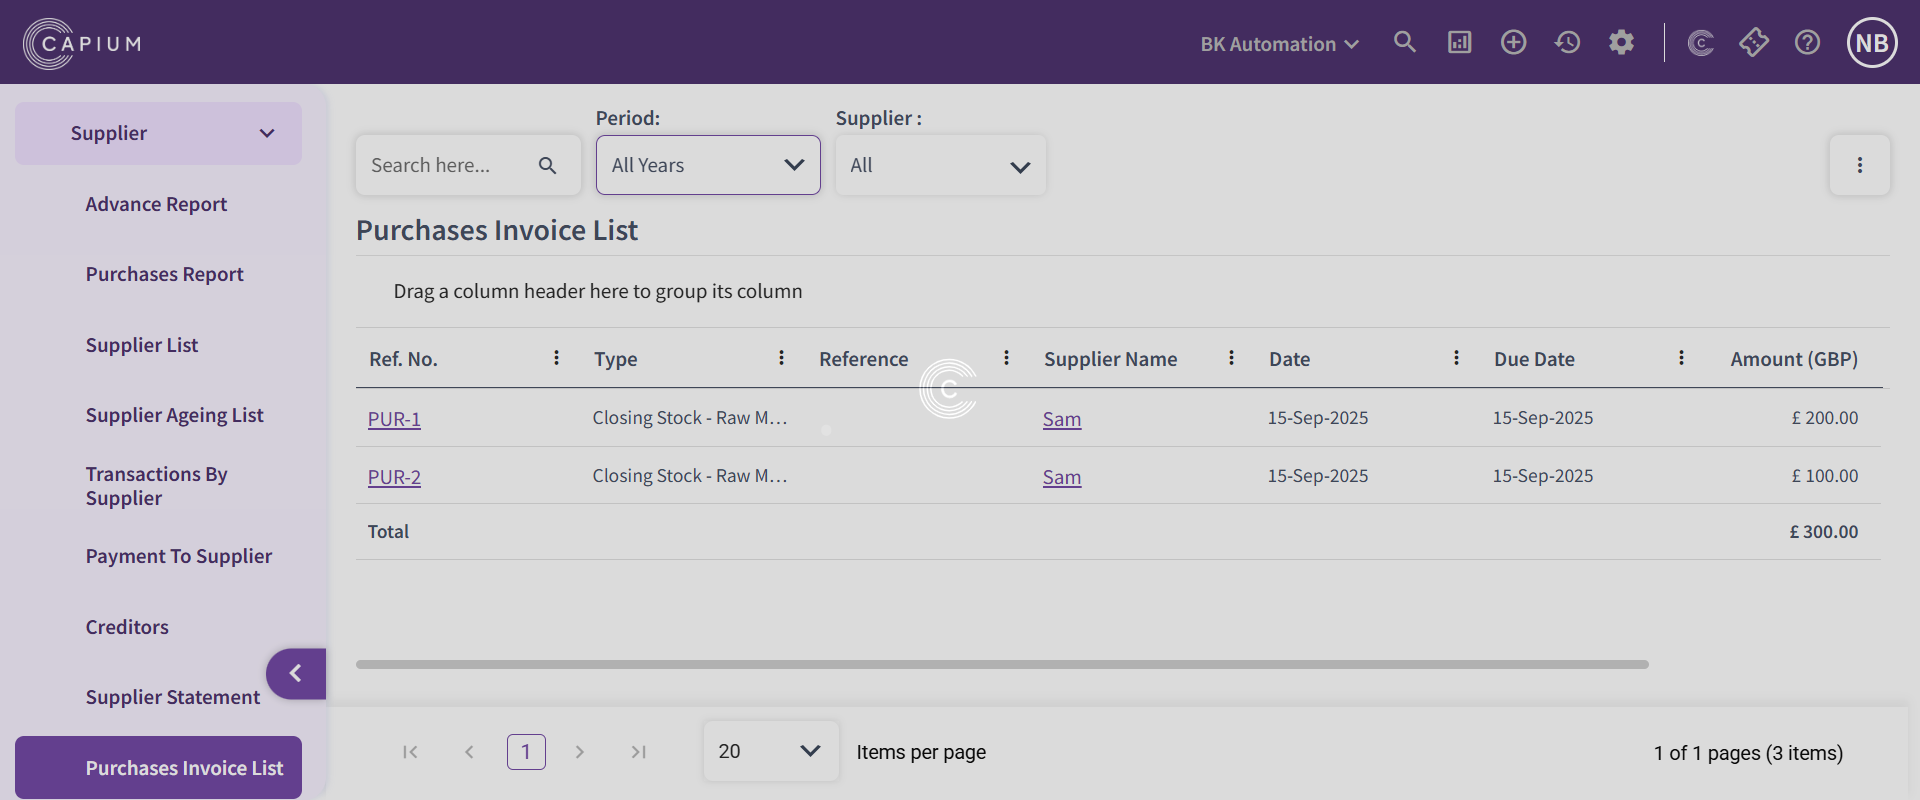 CAPIUM
BK Automation
NB
Supplier
Advance Report
Purchases Report
Supplier List
Supplier Ageing List
Transactions By
Supplier
Payment To Supplier
Creditors
Supplier Statement
Purchases Invoice List
Period:
Supplier :
Search here...
All Years
All
Purchases Invoice List
Drag a column header here to group its column
Ref. No. Type Reference Supplier Name Date Due Date Amount (GBP)
PUR-1 Closing Stock - Raw M... Sam 15-Sep-2025 15-Sep-2025 £ 200.00
PUR-2 Closing Stock - Raw M... Sam 15-Sep-2025 15-Sep-2025 £ 100.00
Total £ 300.00
1 20 Items per page 1 of 1 pages (3 items)